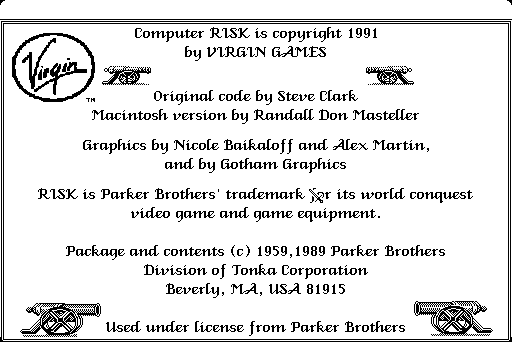 Computer RISK is copyright 1991
by VIRGIN GAMES
Virgin
TM
Original code by Steve Clark
Macintosh version by Randall Don Masteller
Graphics by Nicole Baikaloff and Alex Martin,
and by Gotham Graphics
RISK is Parker Brothers' trademark for its world conquest
video game and game equipment.
Package and contents (c) 1959,1989 Parker Brothers
Division of Tonka Corporation
Beverly, MA, USA 81915
Used under license from Parker Brothers